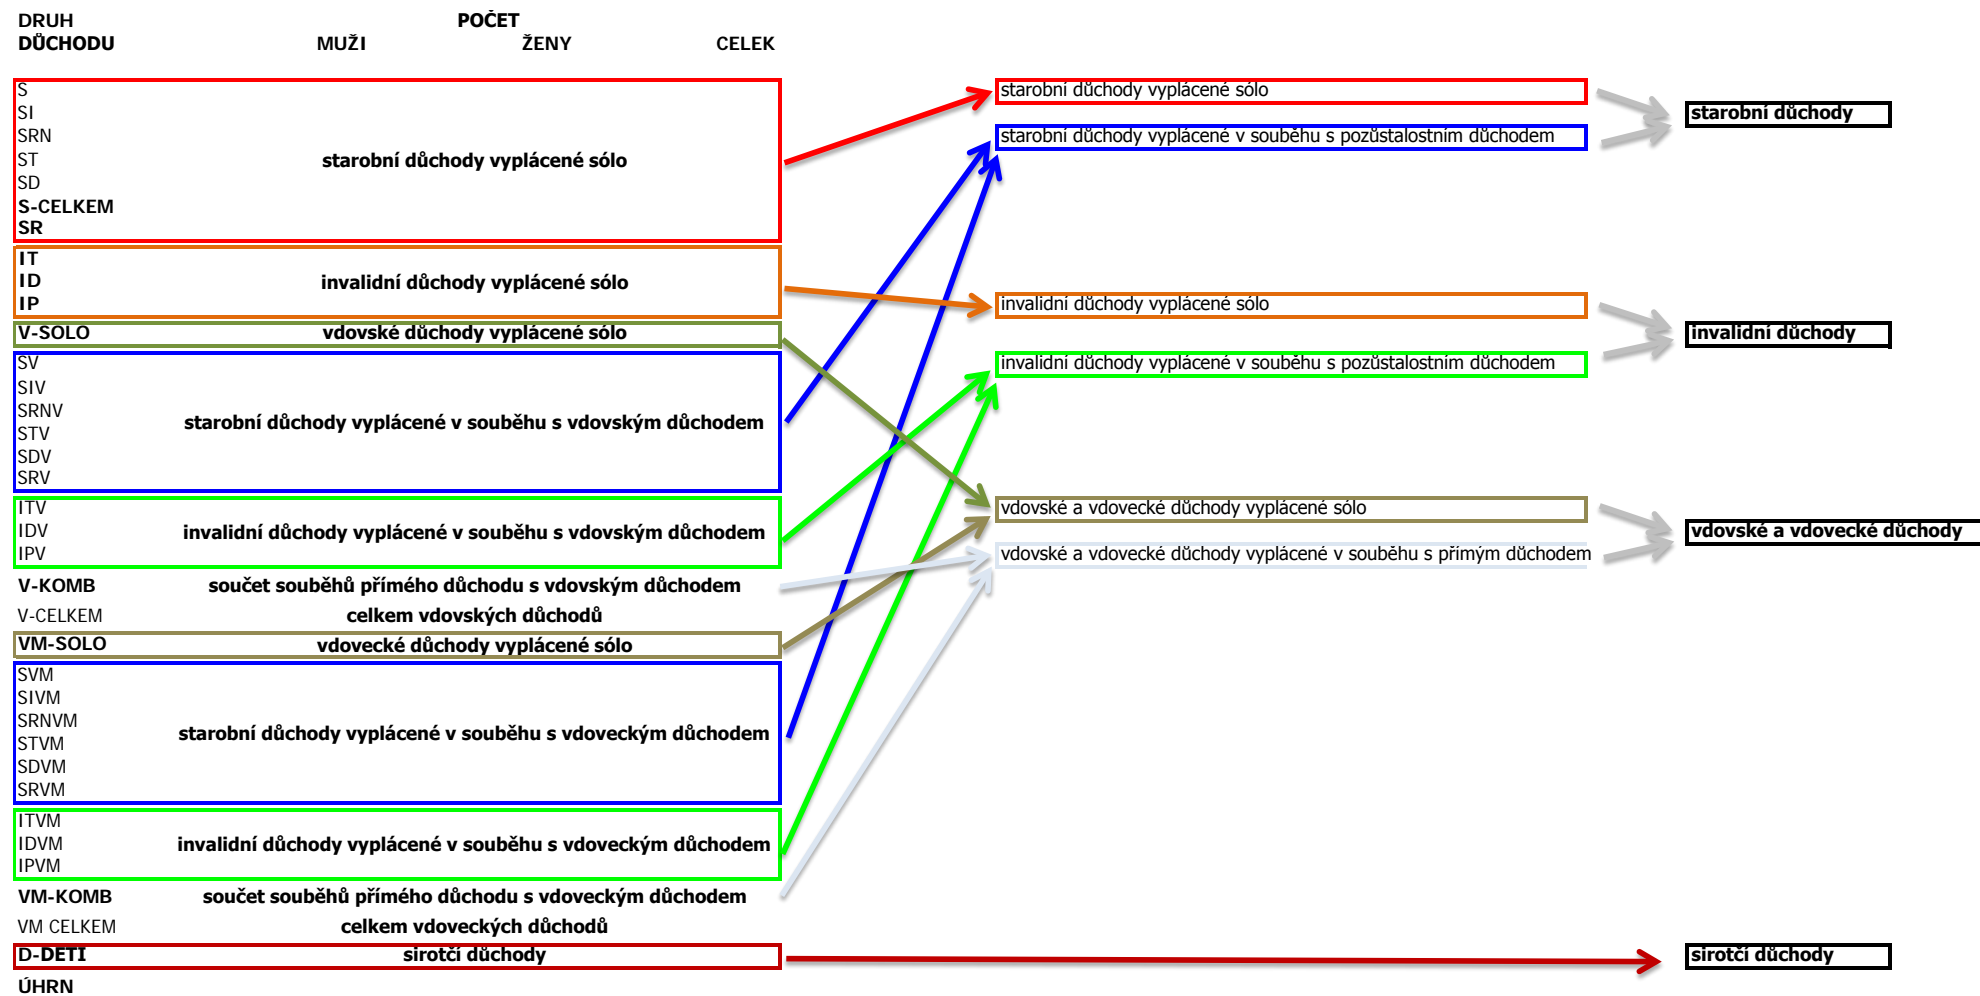 DRUH POČET
DŮCHODU MUŽI ŽENY CELEK
S
SI
SRN
ST
SD
S-CELKEM
SR
starobní důchody vyplácené sólo
IT
ID
IP
invalidní důchody vyplácené sólo
V-SOLO vdovské důchody vyplácené sólo
SV
SIV
SRNV
STV
SDV
SRV
starobní důchody vyplácené v souběhu s vdovským důchodem
ITV
IDV
IPV
invalidní důchody vyplácené v souběhu s vdovským důchodem
V-KOMB součet souběhů přímého důchodu s vdovským důchodem
V-CELKEM celkem vdovských důchodů
VM-SOLO vdovecké důchody vyplácené sólo
SVM
SIVM
SRNVM
STVM
SDVM
SRVM
starobní důchody vyplácené v souběhu s vdoveckým důchodem
ITVM
IDVM
IPVM
invalidní důchody vyplácené v souběhu s vdoveckým důchodem
VM-KOMB součet souběhů přímého důchodu s vdoveckým důchodem
VM CELKEM celkem vdoveckých důchodů
D-DETI sirotčí důchody
ÚHRN
starobní důchody vyplácené sólo
starobní důchody vyplácené v souběhu s pozůstalostním důchodem
invalidní důchody vyplácené sólo
invalidní důchody vyplácené v souběhu s pozůstalostním důchodem
vdovské a vdovecké důchody vyplácené sólo
vdovské a vdovecké důchody vyplácené v souběhu s přímým důchodem
starobní důchody
invalidní důchody
vdovské a vdovecké důchody
sirotčí důchody